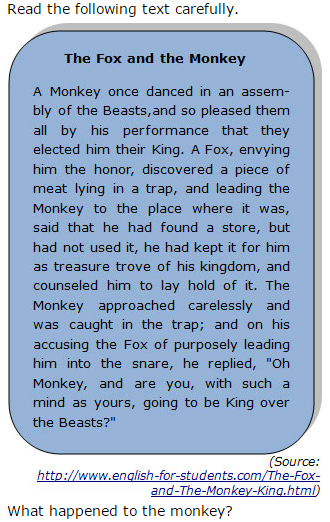 Read the following text carefully.
The Fox and the Monkey
A Monkey once danced in an assem-
bly of the Beasts,and so pleased them
all by his performance that they
elected him their King. A Fox, envying
him the honor, discovered a piece of
meat lying in a trap, and leading the
Monkey to the place where it was,
said that he had found a store, but
had not used it, he had kept it for him
as treasure trove of his kingdom, and
counseled him to lay hold of it. The
Monkey approached carelessly and
was caught in the trap; and on his
accusing the Fox of purposely leading
him into the snare, he replied, "Oh
Monkey, and are you, with such a
mind as yours, going to be King over
the Beasts?"
(Source:
http://www.english-for-students.com/The-Fox-
and-The-Monkey-King.html)
What happened to the monkey?